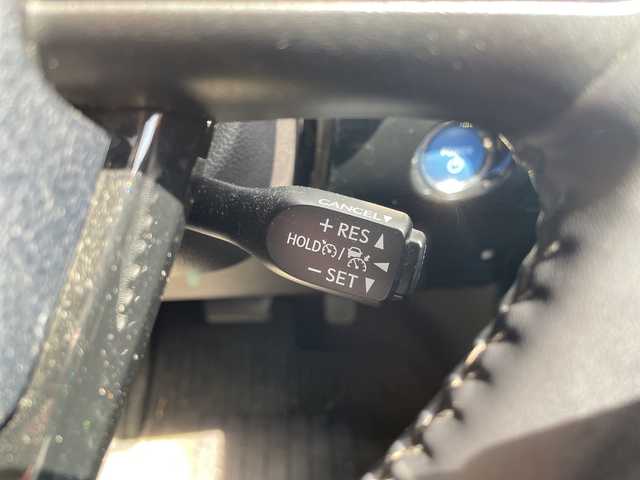 CANCEL▼
+ RES ▲
HOLD / ◀
− SET ▼